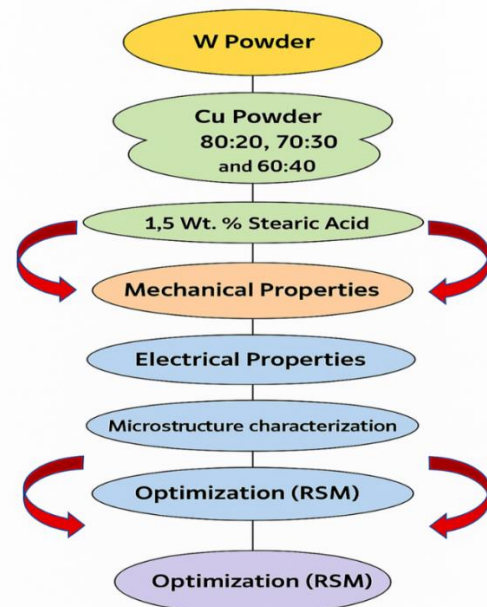 W Powder
Cu Powder
80:20, 70:30
and 60:40
1,5 Wt. % Stearic Acid
Mechanical Properties
Electrical Properties
Microstructure characterization
Optimization (RSM)
Optimization (RSM)